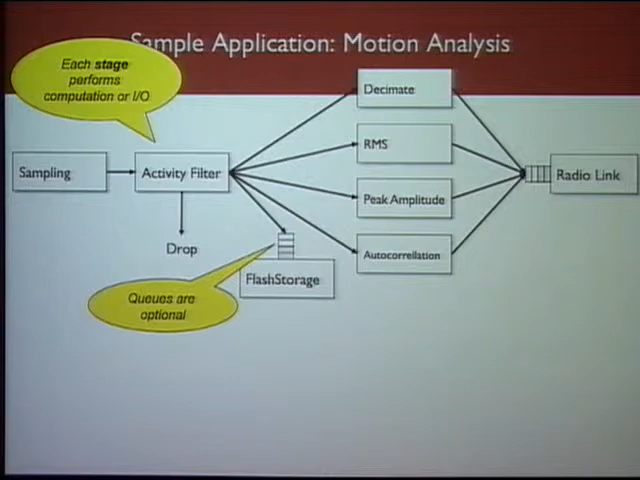 Sample Application: Motion Analysis
Each stage
performs
computation or I/O
Decimate
RMS
Sampling
Activity Filter
Radio Link
Peak Amplitude
Drop
Autocorrellation
FlashStorage
Queues are
optional